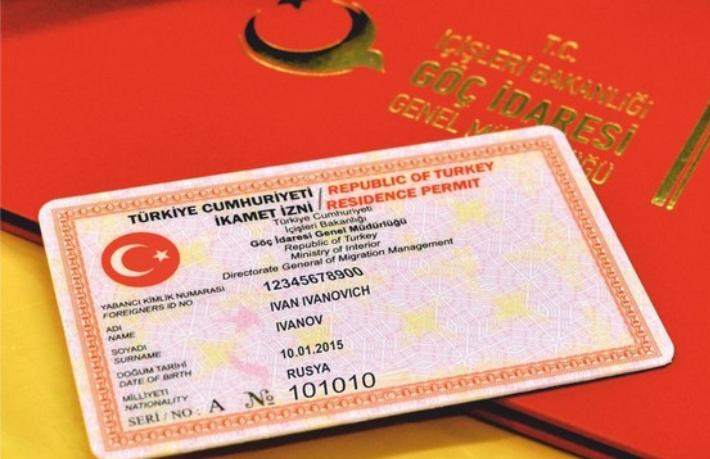 T.C.
İÇİŞLERİ BAKANLIĞI
GÖÇ İDARESİ
GENEL MÜDÜRLÜĞÜ
TÜRKİYE CUMHURİYETİ / REPUBLIC OF TURKEY
İKAMET İZNİ / RESIDENCE PERMIT
Türkiye Cumhuriyeti
İçişleri Bakanlığı
Göç İdaresi Genel Müdürlüğü
Republic of Turkey
Ministry of Interior
Directorate General of Migration Management
YABANCI KİMLİK NUMARASI 12345678900
FOREIGNERS ID NO
ADI IVAN IVANOVICH
NAME
SOYADI IVANOV
SURNAME
DOĞUM TARİHİ 10.01.2015
DATE OF BIRTH
MİLLİYETİ RUSYA
NATIONALITY
SERİ / NO : A № 101010